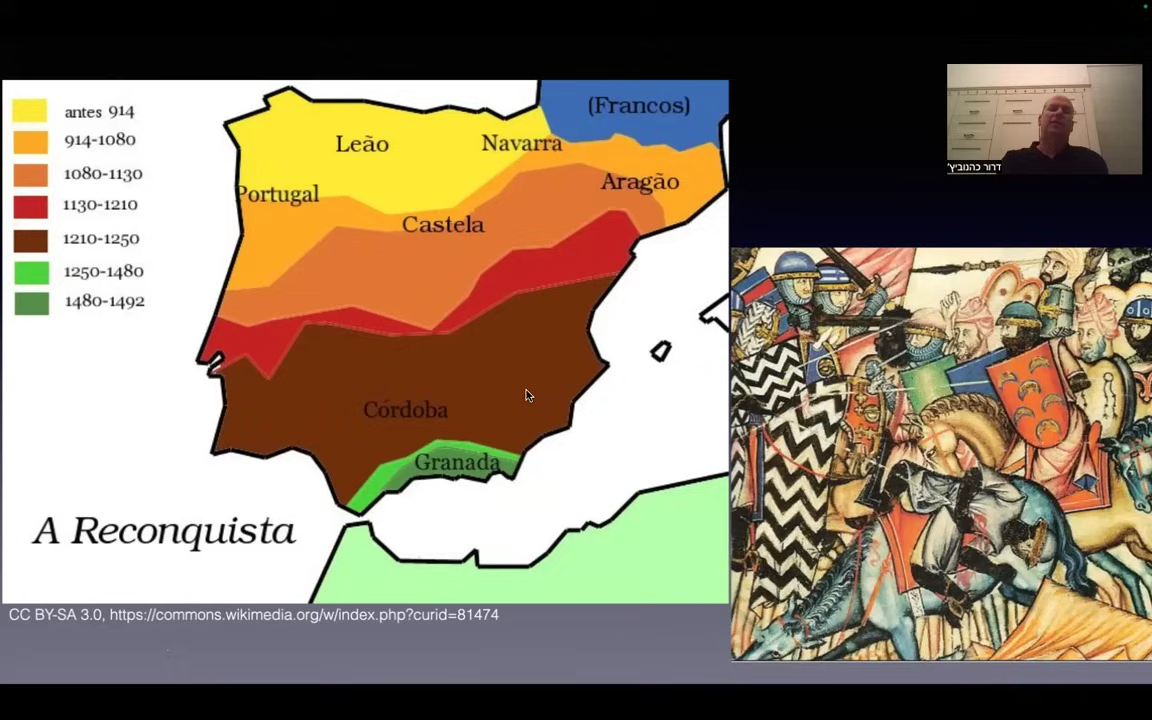 antes 914
914-1080
1080-1130
1130-1210
1210-1250
1250-1480
1480-1492
(Francos)
Leão
Navarra
Aragão
Portugal
Castela
Córdoba
Granada
A Reconquista
CC BY-SA 3.0, https://commons.wikimedia.org/w/index.php?curid=81474
דרור כהנוביץ'